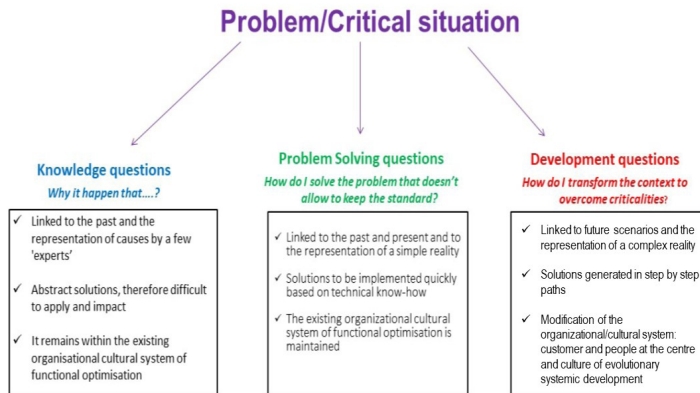 Problem/Critical situation
Knowledge questions
Why it happen that....?
✓ Linked to the past and the
representation of causes by a few
'experts'
✓ Abstract solutions, therefore difficult
to apply and impact
✓ It remains within the existing
organisational cultural system of
functional optimisation
Problem Solving questions
How do I solve the problem that doesn't
allow to keep the standard?
✓ Linked to the past and present and to
the representation of a simple reality
✓ Solutions to be implemented quickly
based on technical know-how
✓ The existing organizational cultural
system of functional optimisation is
maintained
Development questions
How do I transform the context to
overcome criticalities?
✓ Linked to future scenarios and the
representation of a complex reality
✓ Solutions generated in step by step
paths
✓ Modification of the
organizational/cultural system:
customer and people at the centre
and culture of evolutionary
systemic development